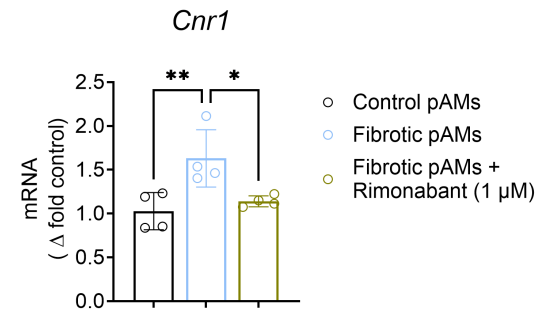 Cnr1
** *
2.5
2.0
1.5
1.0
0.5
0.0
mRNA
( Δ fold control)
Control pAMs
Fibrotic pAMs
Fibrotic pAMs +
Rimonabant (1 μM)